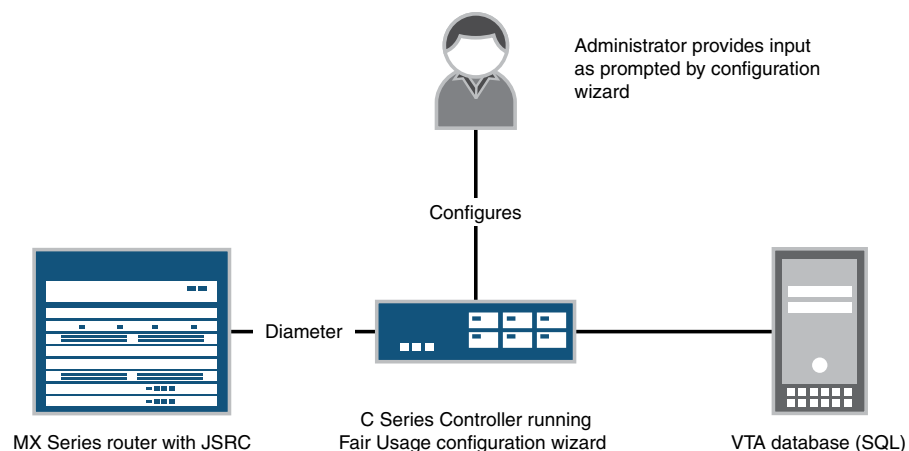 Administrator provides input
as prompted by configuration
wizard
Configures
Diameter
MX Series router with JSRC
C Series Controller running
Fair Usage configuration wizard
VTA database (SQL)